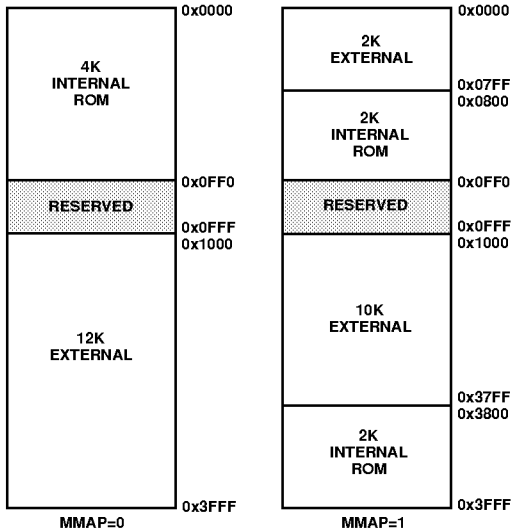 0x0000
4K
INTERNAL
ROM
0x0FF0
RESERVED
0x0FFF
0x1000
12K
EXTERNAL
0x3FFF
MMAP=0
0x0000
2K
EXTERNAL
0x07FF
0x0800
2K
INTERNAL
ROM
0x0FF0
RESERVED
0x0FFF
0x1000
10K
EXTERNAL
0x37FF
0x3800
2K
INTERNAL
ROM
0x3FFF
MMAP=1